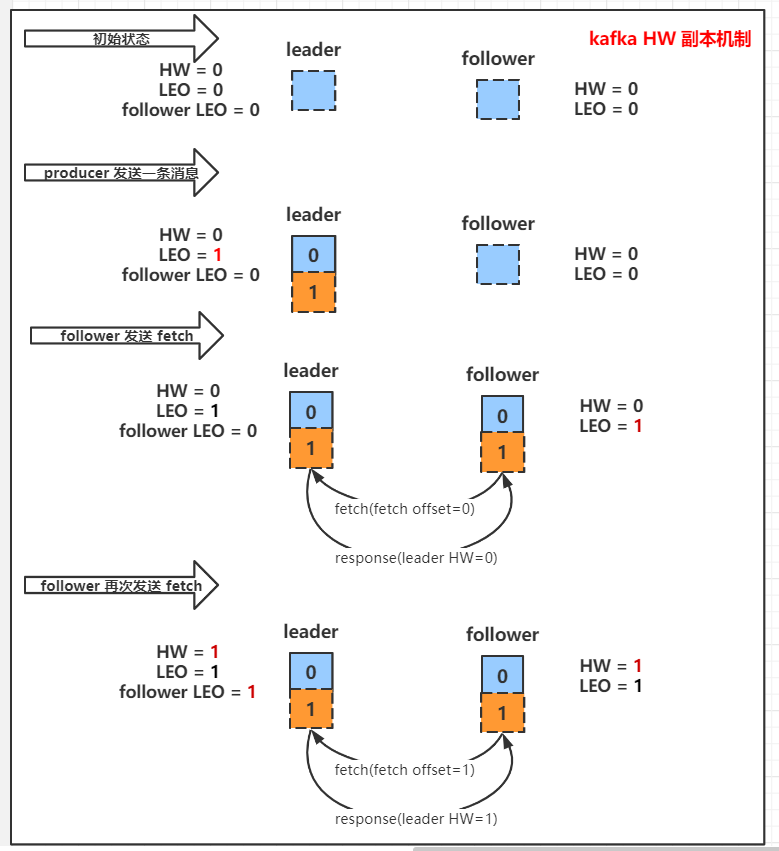 初始状态
kafka HW 副本机制
leader
follower
HW = 0
LEO = 0
follower LEO = 0
HW = 0
LEO = 0
producer 发送一条消息
leader
follower
HW = 0
LEO = 1
follower LEO = 0
0
1
HW = 0
LEO = 0
follower 发送 fetch
leader
follower
HW = 0
LEO = 1
follower LEO = 0
0
1
0
1
HW = 0
LEO = 1
fetch(fetch offset=0)
response(leader HW=0)
follower 再次发送 fetch
leader
follower
HW = 1
LEO = 1
follower LEO = 1
0
1
0
1
HW = 1
LEO = 1
fetch(fetch offset=1)
response(leader HW=1)